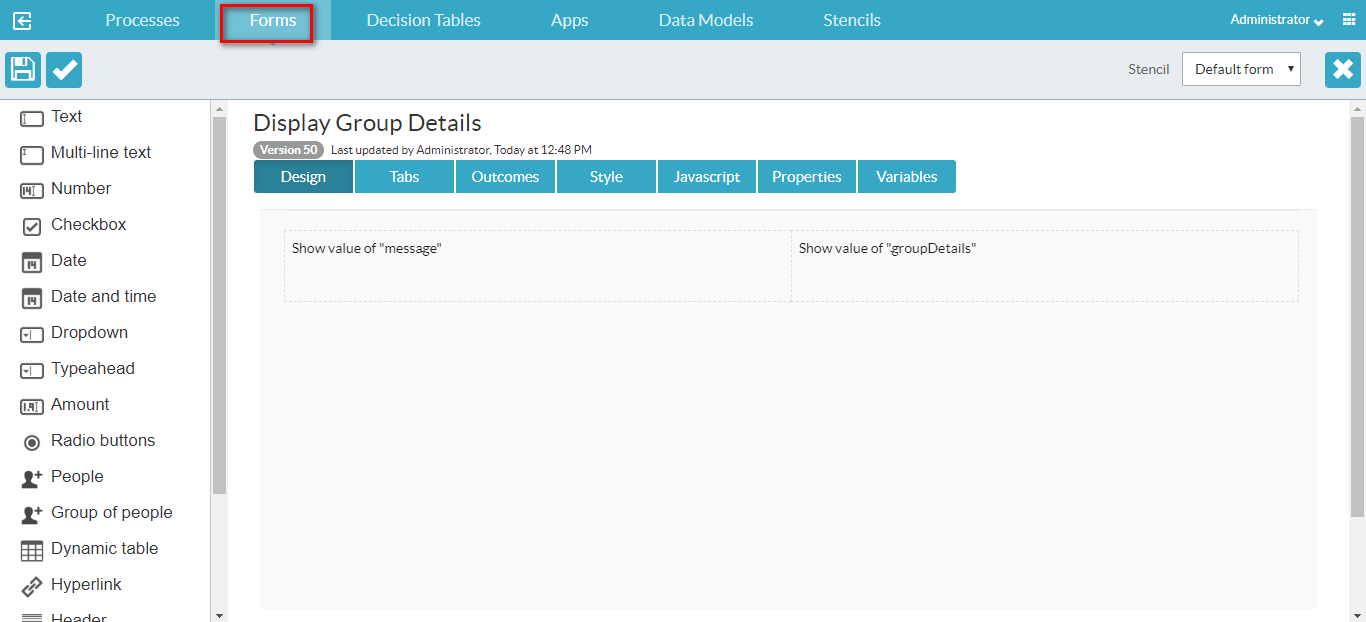 Processes Forms Decision Tables Apps Data Models Stencils Administrator
Stencil Default form
Text
Multi-line text
Number
Checkbox
Date
Date and time
Dropdown
Typeahead
Amount
Radio buttons
People
Group of people
Dynamic table
Hyperlink
Header
Display Group Details
Version 50 Last updated by Administrator, Today at 12:48 PM
Design Tabs Outcomes Style Javascript Properties Variables
Show value of "message" Show value of "groupDetails"